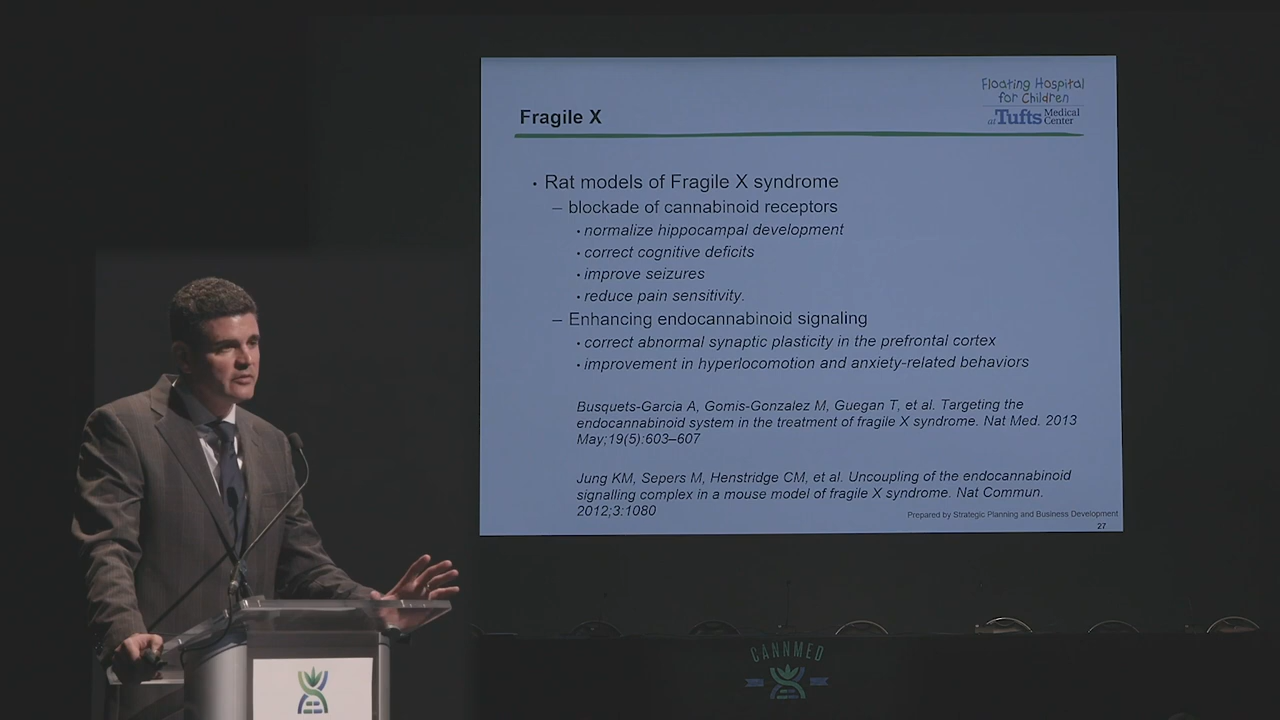 Floating Hospital
for Children
at Tufts Medical
Center
Fragile X
• Rat models of Fragile X syndrome
– blockade of cannabinoid receptors
• normalize hippocampal development
• correct cognitive deficits
• improve seizures
• reduce pain sensitivity.
– Enhancing endocannabinoid signaling
• correct abnormal synaptic plasticity in the prefrontal cortex
• improvement in hyperlocomotion and anxiety-related behaviors
Busquets-Garcia A, Gomis-Gonzalez M, Guegan T, et al. Targeting the
endocannabinoid system in the treatment of fragile X syndrome. Nat Med. 2013
May;19(5):603–607
Jung KM, Sepers M, Henstridge CM, et al. Uncoupling of the endocannabinoid
signalling complex in a mouse model of fragile X syndrome. Nat Commun.
2012;3:1080
Prepared by Strategic Planning and Business Development
27
CANNMED